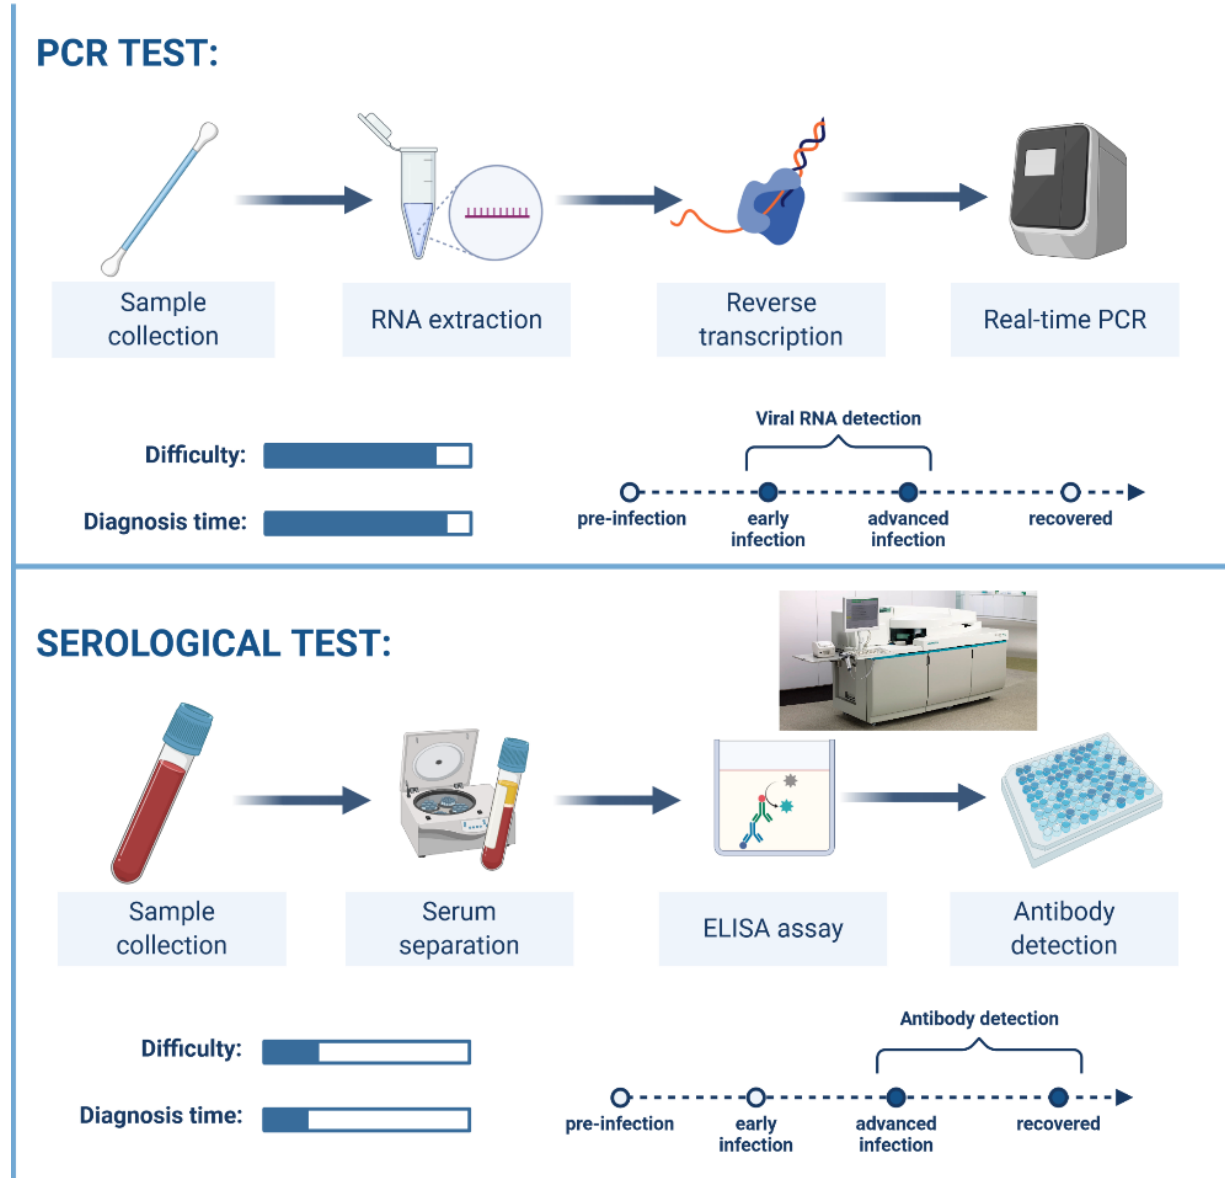 PCR TEST:
Sample
collection
RNA extraction
Reverse
transcription
Real-time PCR
Difficulty:
Diagnosis time:
Viral RNA detection
pre-infection
early
infection
advanced
infection
recovered
SEROLOGICAL TEST:
Sample
collection
Serum
separation
ELISA assay
Antibody
detection
Difficulty:
Diagnosis time:
Antibody detection
pre-infection
early
infection
advanced
infection
recovered